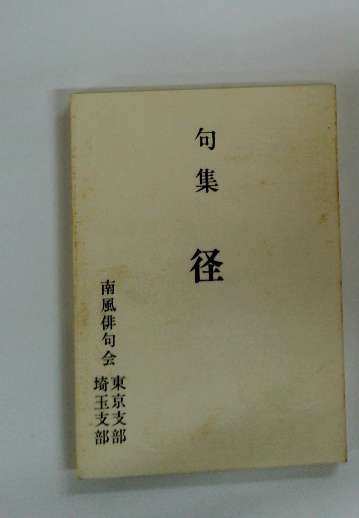 句集 径
南風俳句会
東京支部
埼玉支部